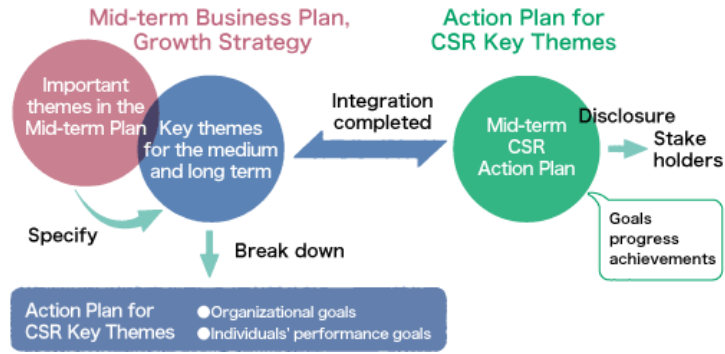 Mid-term Business Plan,
Growth Strategy
Action Plan for
CSR Key Themes
Important
themes in the
Mid-term Plan
Key themes
for the medium
and long term
Integration
completed
Mid-term
CSR
Action Plan
Disclosure
Stake
holders
Goals
progress
achievements
Specify
Break down
Action Plan for
CSR Key Themes
●Organizational goals
●Individuals' performance goals